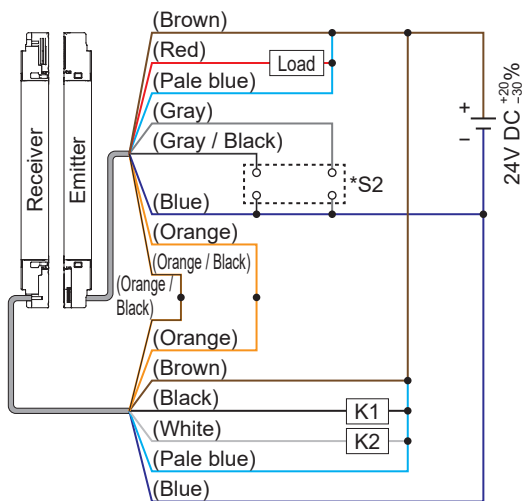 (Brown)
(Red)
Load
(Pale blue)
(Gray)
(Gray / Black)
*S2
(Blue)
(Orange)
(Orange / Black)
(Orange /
Black)
(Orange)
(Brown)
(Black)
K1
(White)
K2
(Pale blue)
(Blue)
Receiver
Emitter
+
−
24V DC +20 −30 %